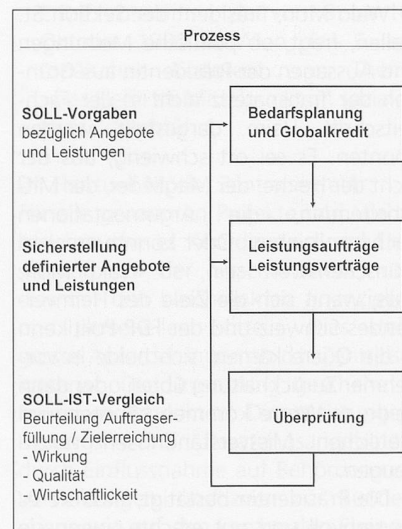 Prozess
SOLL-Vorgaben
bezüglich Angebote
und Leistungen
Bedarfsplanung
und Globalkredit
Sicherstellung
definierter Angebote
und Leistungen
Leistungsaufträge
Leistungsverträge
SOLL-IST-Vergleich
Beurteilung Auftragser-
füllung / Zielerreichung
- Wirkung
- Qualität
- Wirtschaftlickeit
Überprüfung